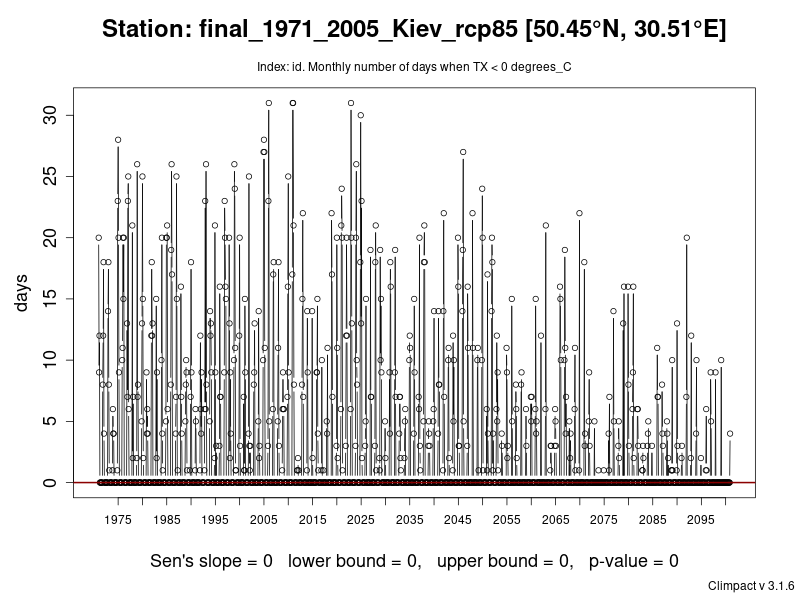 Station: final_1971_2005_Kiev_rcp85 [50.45°N, 30.51°E]
Index: id. Monthly number of days when TX < 0 degrees_C
30
25
20
15
10
5
0
days
1975 1985 1995 2005 2015 2025 2035 2045 2055 2065 2075 2085 2095
Sen's slope = 0 lower bound = 0, upper bound = 0, p-value = 0
Climpact v 3.1.6